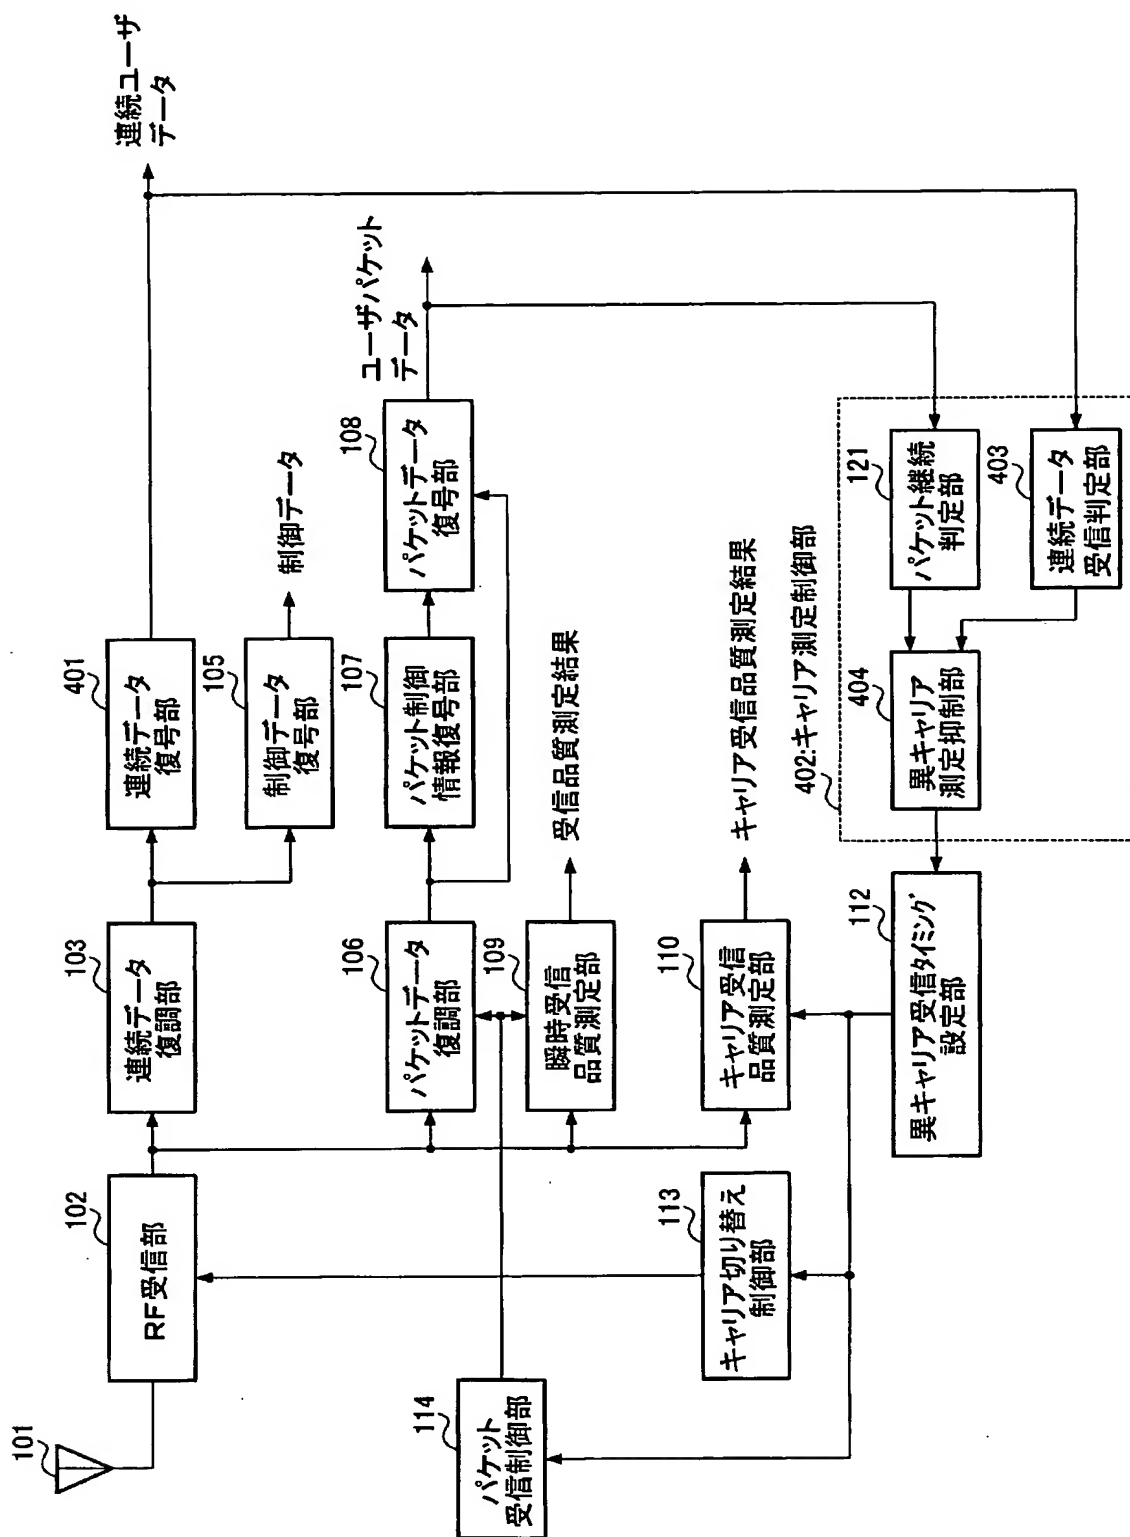 101
102
RF受信部
103
連続データ
復調部
401
連続データ
復号部
連続ユーザ
データ
105
制御データ
復号部
制御データ
106
パケットデータ
復調部
107
パケット制御
情報復号部
108
パケットデータ
復号部
ユーザパケット
データ
109
瞬時受信
品質測定部
受信品質測定結果
110
キャリア受信
品質測定部
キャリア受信品質測定結果
114
パケット
受信制御部
113
キャリア切り替え
制御部
112
異キャリア受信タイミング
設定部
402:キャリア測定制御部
404
異キャリア
測定抑制部
121
パケット継続
判定部
403
連続データ
受信判定部